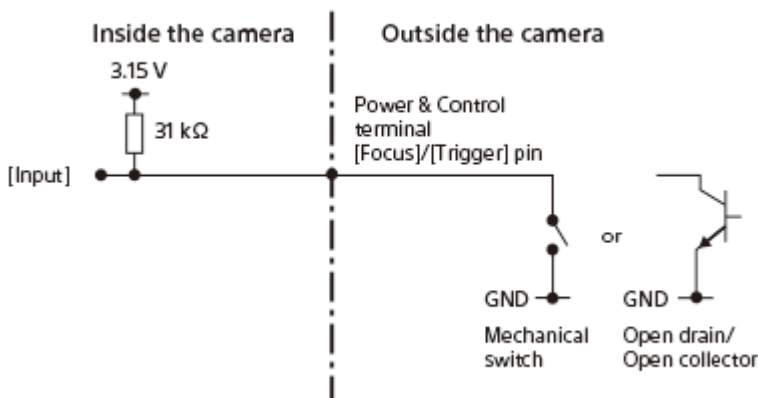 Inside the camera
Outside the camera
3.15 V
31 kΩ
[Input]
Power & Control
terminal
[Focus]/[Trigger] pin
or
GND
GND
Mechanical
switch
Open drain/
Open collector